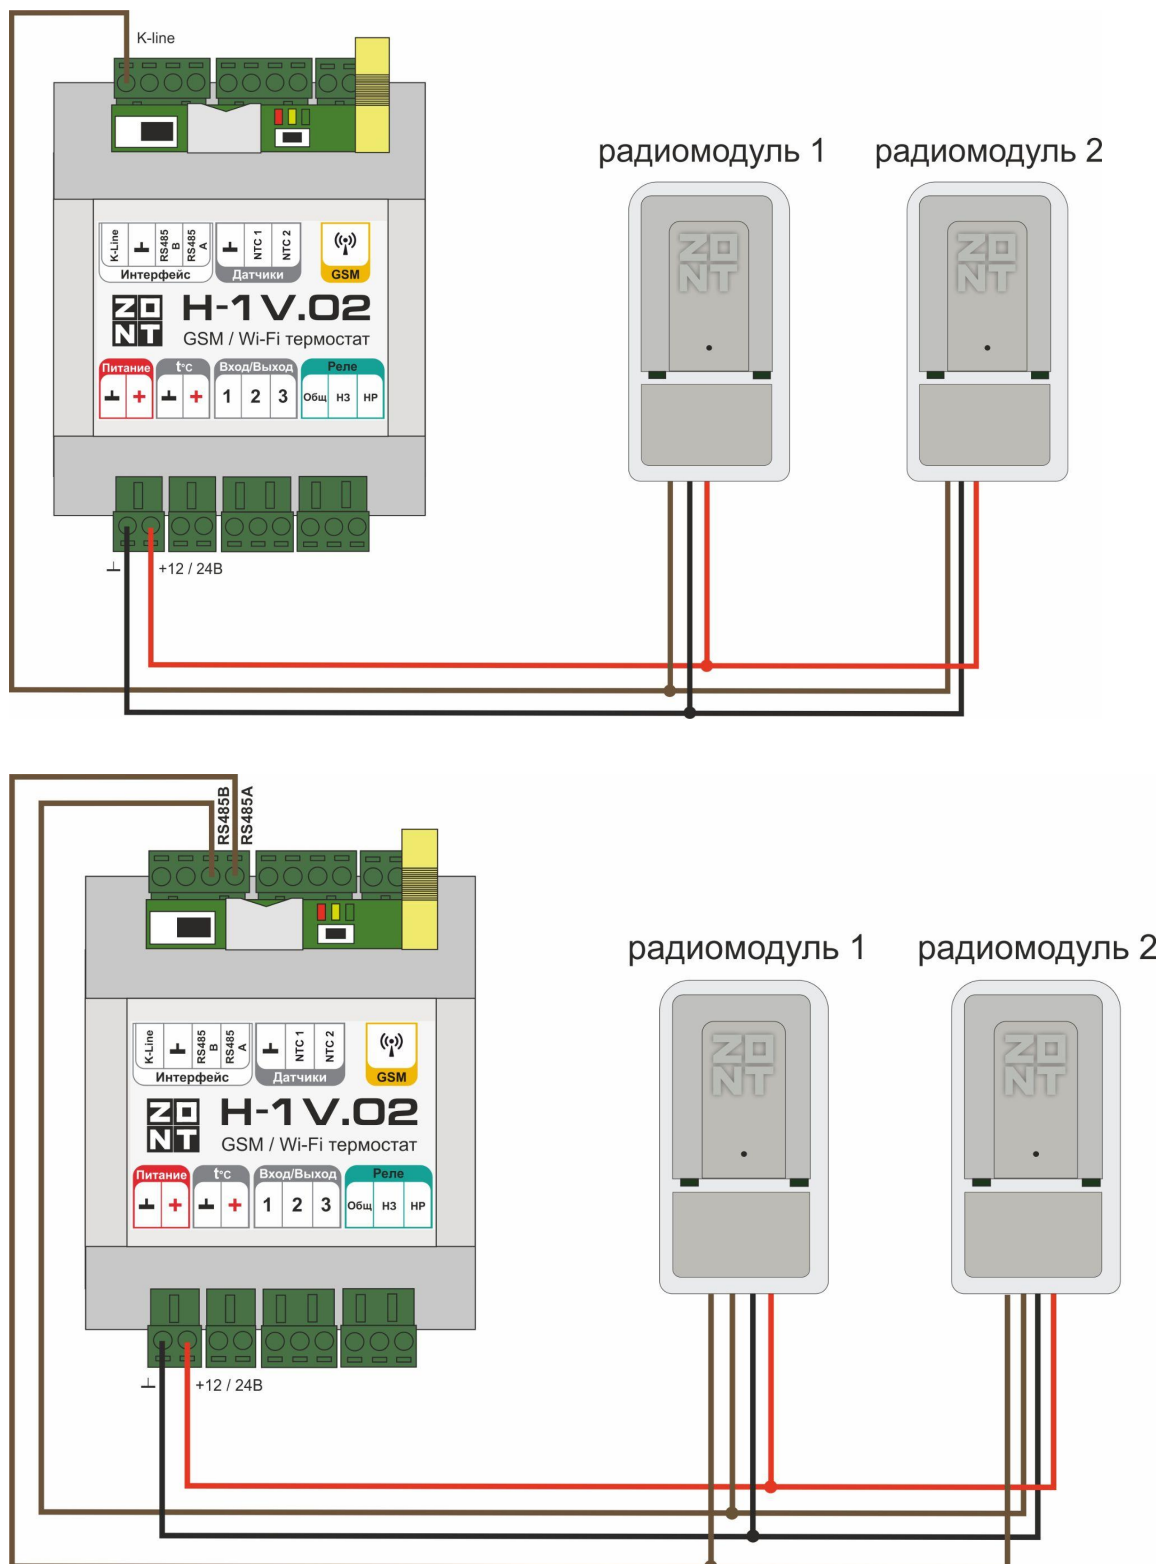 K-line
радиомодуль 1
радиомодуль 2
K-Line
RS485 B
RS485 A
NTC 1
NTC 2
Интерфейс
Датчики
GSM
ZONT
H-1V.02
GSM / Wi-Fi термостат
Питание
t°C
Вход/Выход
Реле
+
+
1
2
3
Общ
НЗ
НР
ZONT
ZONT
+12 / 24В
RS485B
RS485A
радиомодуль 1
радиомодуль 2
K-Line
RS485 B
RS485 A
NTC 1
NTC 2
Интерфейс
Датчики
GSM
ZONT
H-1V.02
GSM / Wi-Fi термостат
Питание
t°C
Вход/Выход
Реле
+
+
1
2
3
Общ
НЗ
НР
ZONT
ZONT
+12 / 24В